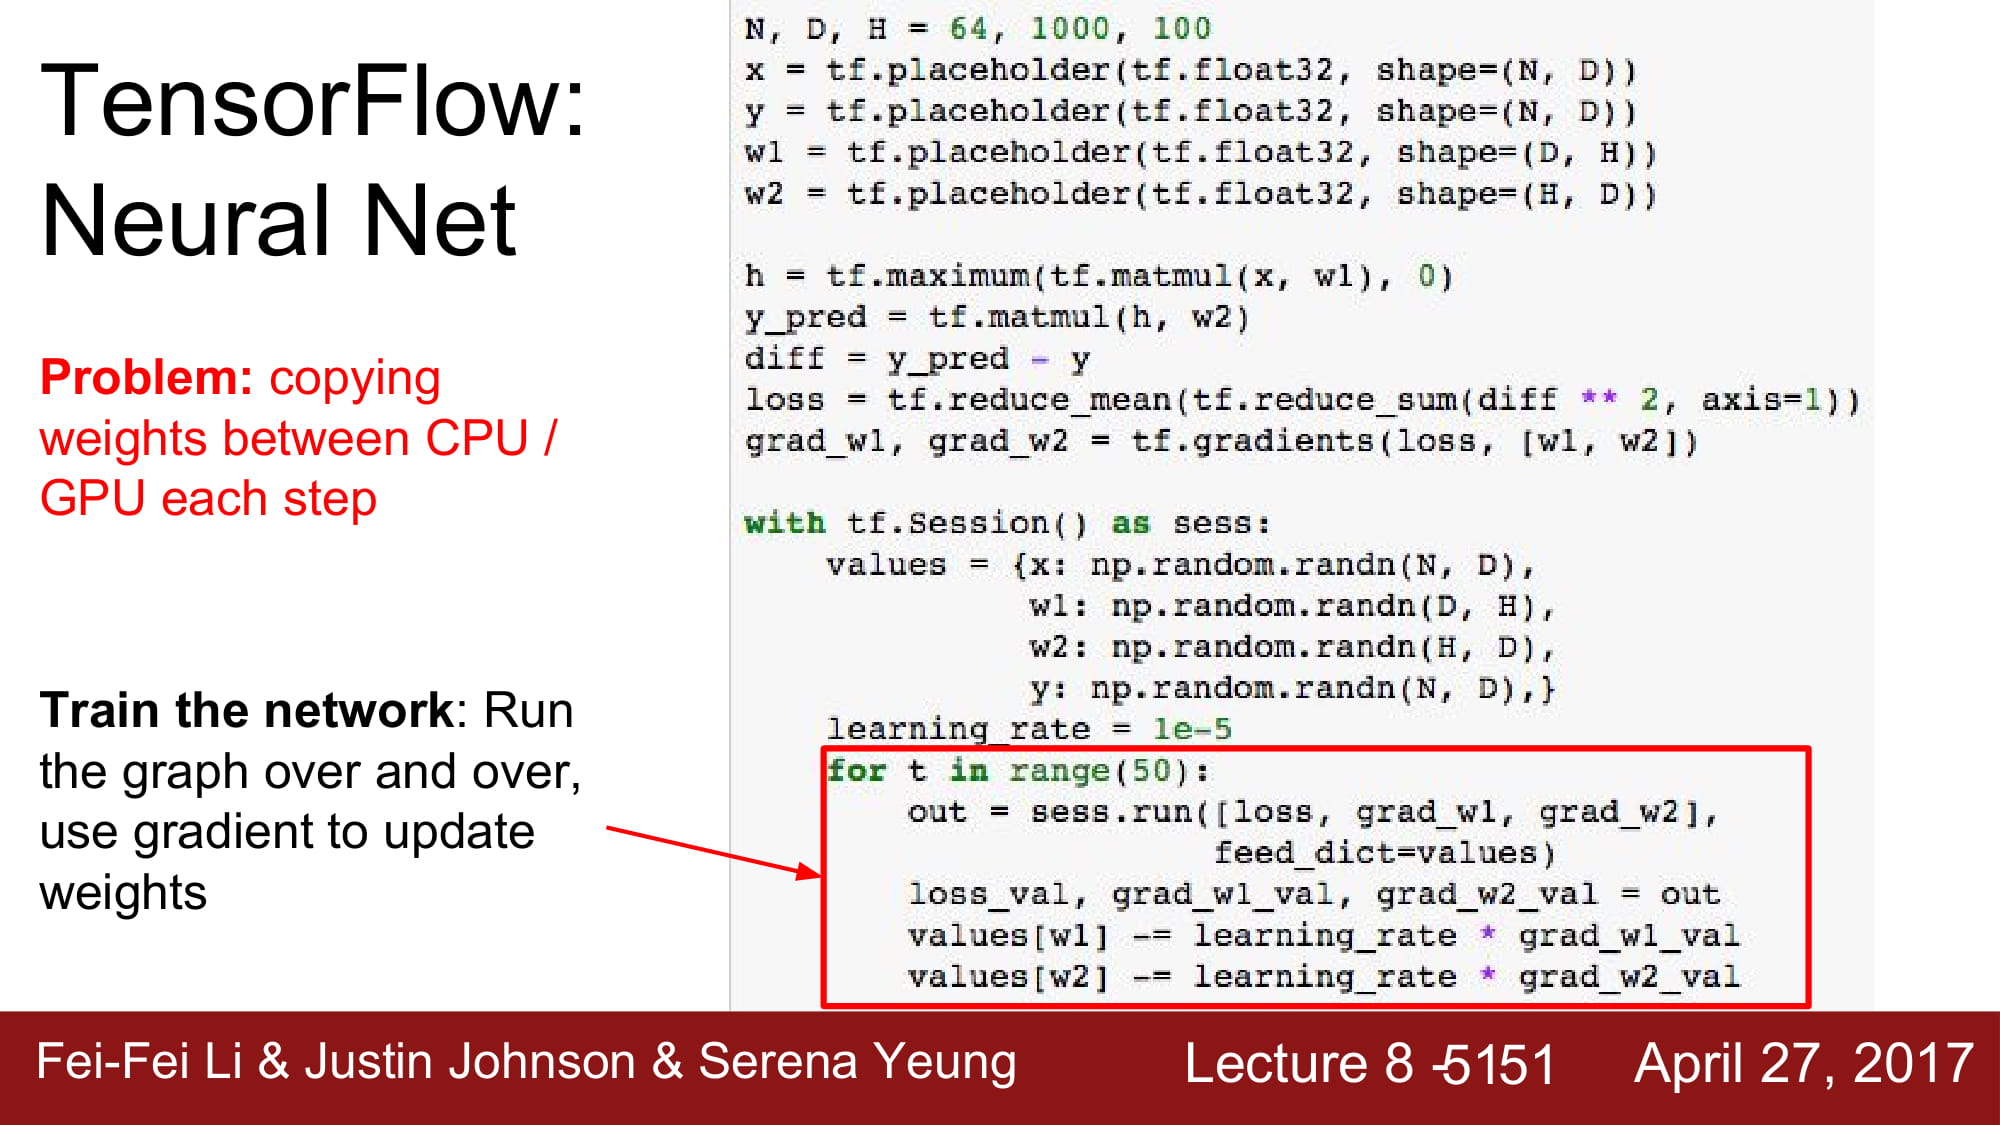 TensorFlow:
Neural Net
Problem: copying
weights between CPU /
GPU each step
Train the network: Run
the graph over and over,
use gradient to update
weights
N, D, H = 64, 1000, 100
x = tf.placeholder(tf.float32, shape=(N, D))
y = tf.placeholder(tf.float32, shape=(N, D))
w1 = tf.placeholder(tf.float32, shape=(D, H))
w2 = tf.placeholder(tf.float32, shape=(H, D))
h = tf.maximum(tf.matmul(x, w1), 0)
y_pred = tf.matmul(h, w2)
diff = y_pred - y
loss = tf.reduce_mean(tf.reduce_sum(diff ** 2, axis=1))
grad_w1, grad_w2 = tf.gradients(loss, [w1, w2])
with tf.Session() as sess:
    values = {x: np.random.randn(N, D),
              w1: np.random.randn(D, H),
              w2: np.random.randn(H, D),
              y: np.random.randn(N, D),}
    learning_rate = 1e-5
    for t in range(50):
        out = sess.run([loss, grad_w1, grad_w2],
                       feed_dict=values)
        loss_val, grad_w1_val, grad_w2_val = out
        values[w1] -= learning_rate * grad_w1_val
        values[w2] -= learning_rate * grad_w2_val
Fei-Fei Li & Justin Johnson & Serena Yeung
Lecture 8 -5151
April 27, 2017